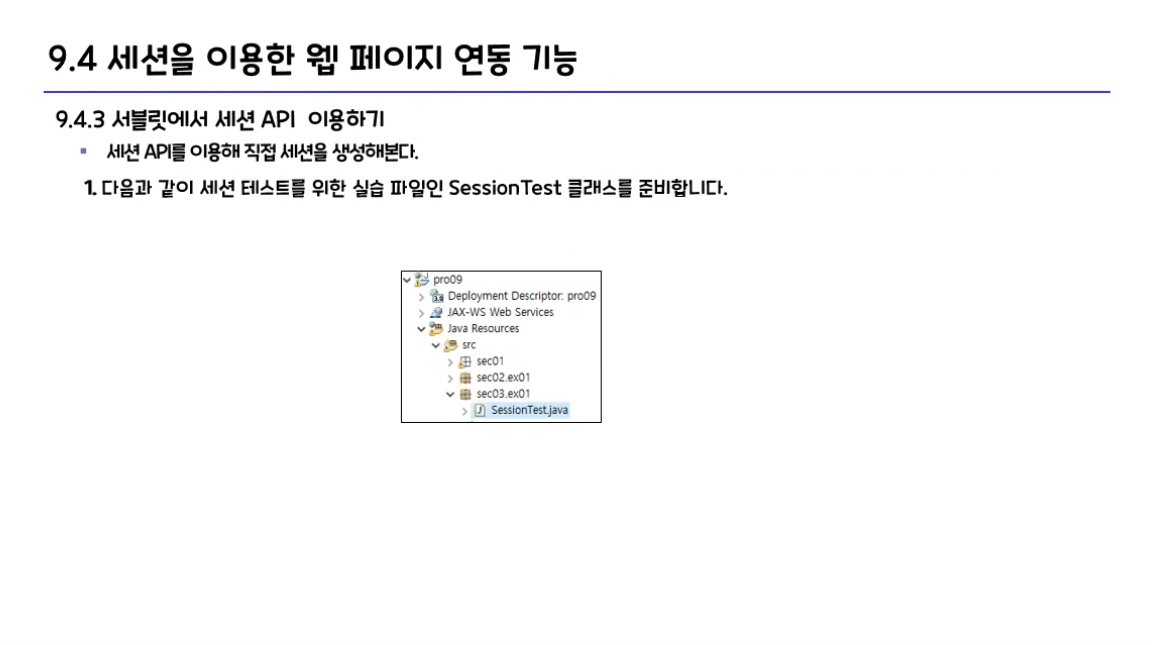 9.4 세션을 이용한 웹 페이지 연동 기능
9.4.3 서블릿에서 세션 API 이용하기
▪ 세션 API를 이용해 직접 세션을 생성해본다.
1. 다음과 같이 세션 테스트를 위한 실습 파일인 SessionTest 클래스를 준비합니다.
pro09
Deployment Descriptor: pro09
JAX-WS Web Services
Java Resources
src
sec01
sec02.ex01
sec03.ex01
SessionTest.java